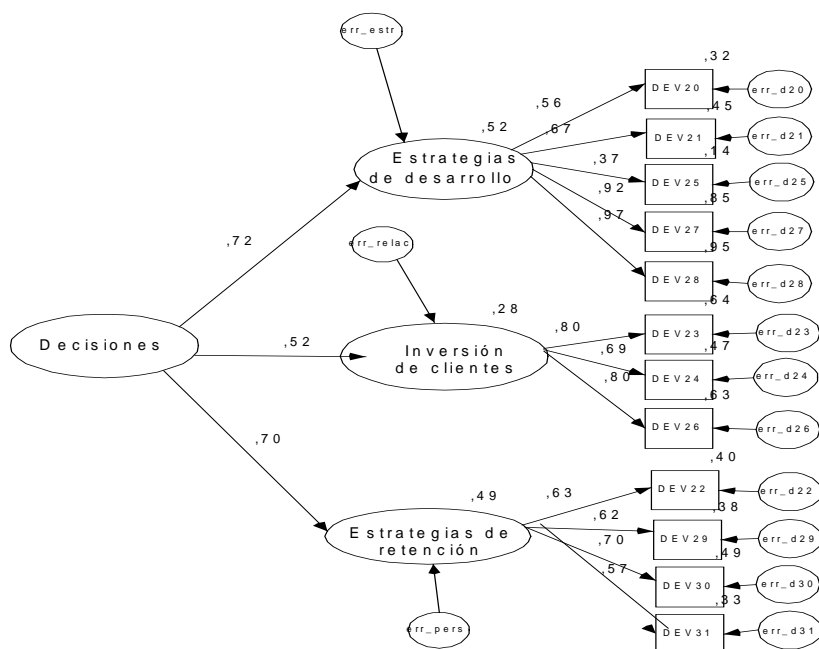 err_estr
,32
,56
DEV20
err_d20
,45
,52
,67
DEV21
err_d21
,14
Estrategias
de desarrollo
,37
DEV25
err_d25
,92
,85
,97
DEV27
err_d27
,95
,72
err_relac
DEV28
err_d28
,64
,28
,80
DEV23
err_d23
,47
Decisiones
,52
Inversión
de clientes
,69
DEV24
err_d24
,80
,63
DEV26
err_d26
,40
,70
,49
,63
DEV22
err_d22
,38
Estrategias de
retención
,62
DEV29
err_d29
,70
,49
DEV30
err_d30
,57
,33
err_pers
DEV31
err_d31